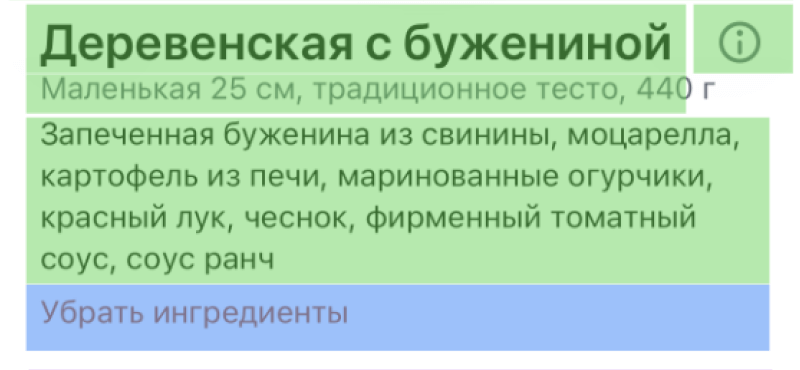 Деревенская с бужениной
Маленькая 25 см, традиционное тесто, 440 г
Запеченная буженина из свинины, моцарелла,
картофель из печи, маринованные огурчики,
красный лук, чеснок, фирменный томатный
соус, соус ранч
Убрать ингредиенты